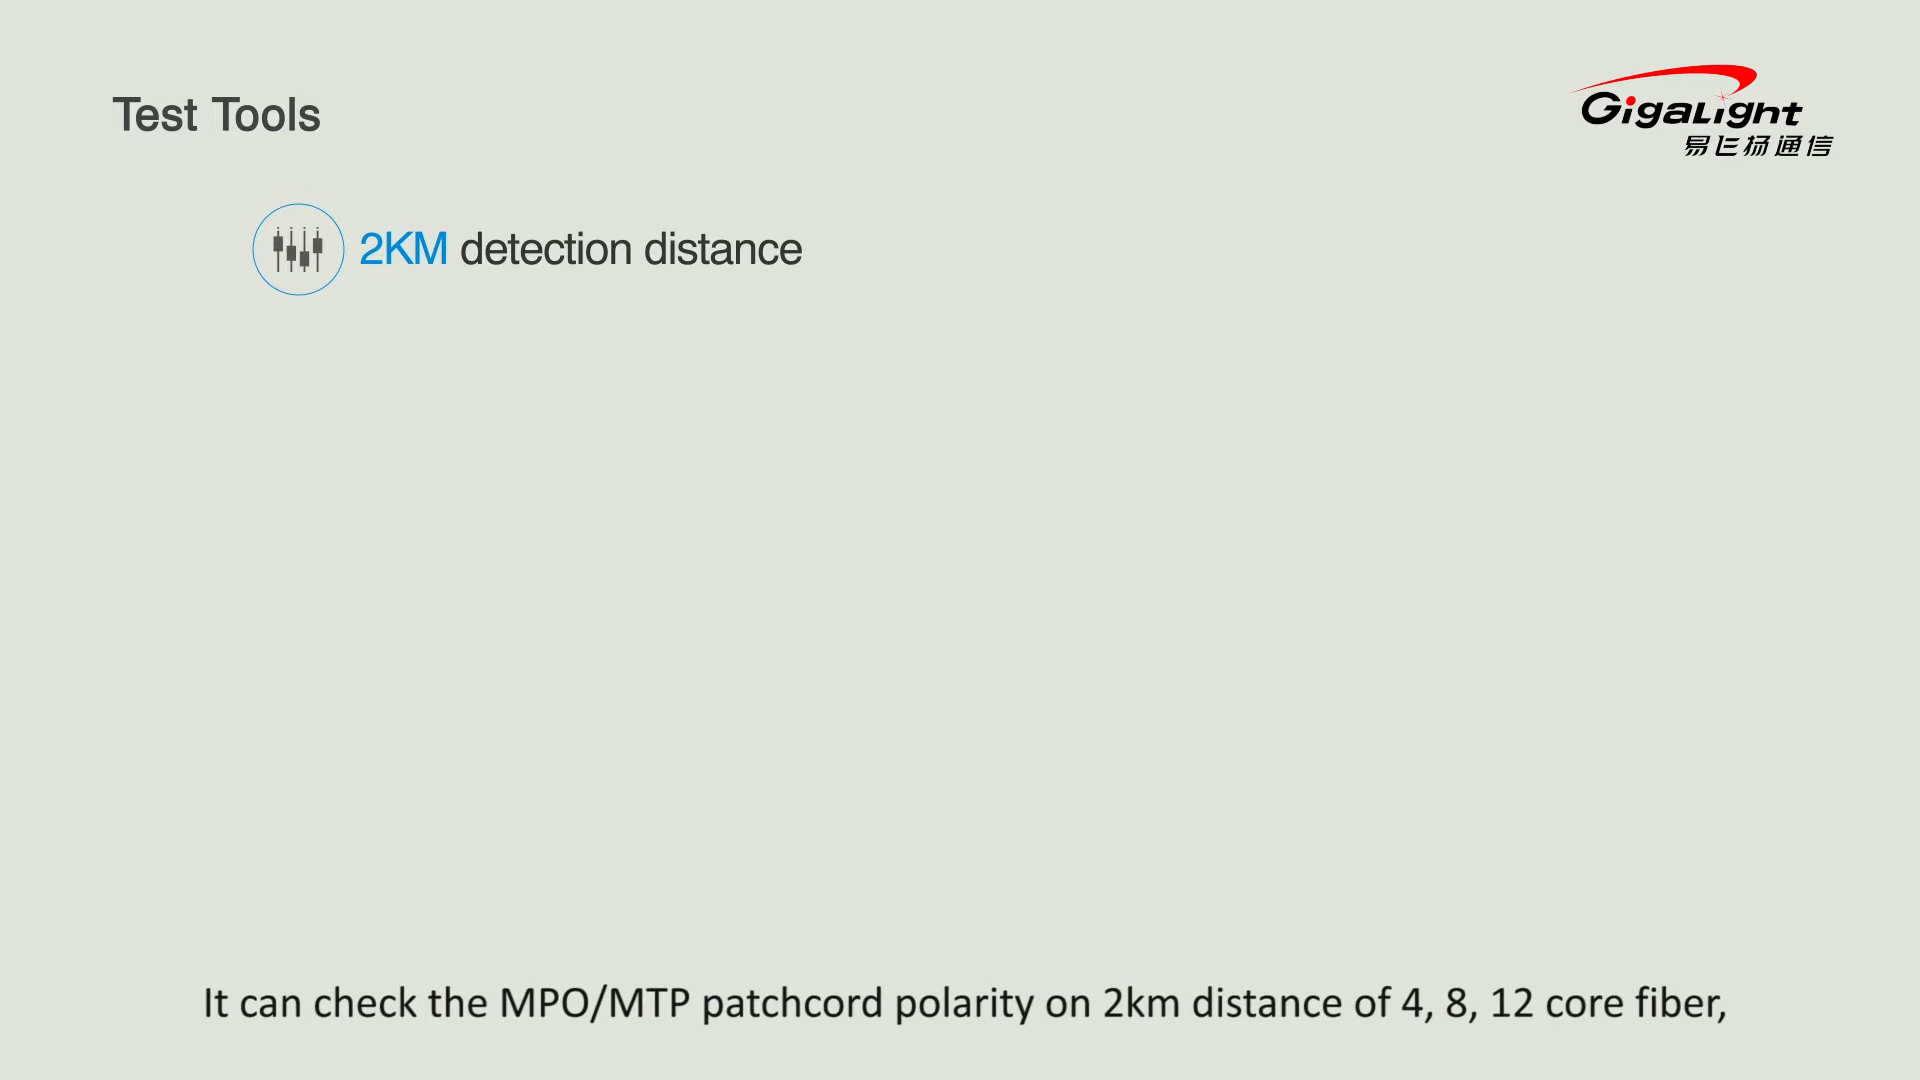 Test Tools
GigaLight
易飞扬通信
2KM detection distance
It can check the MPO/MTP patchcord polarity on 2km distance of 4, 8, 12 core fiber,